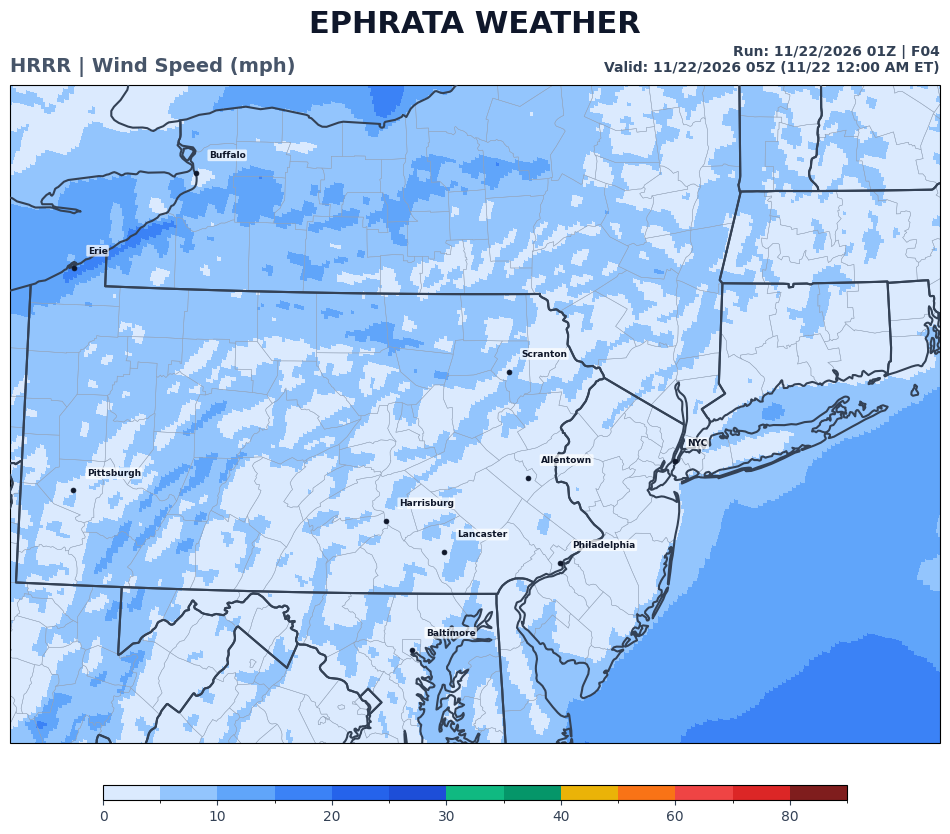 EPHRATA WEATHER
HRRR | Wind Speed (mph)
Run: 11/22/2026 01Z | F04
Valid: 11/22/2026 05Z (11/22 12:00 AM ET)
Buffalo
Erie
Scranton
NYC
Allentown
Pittsburgh
Harrisburg
Lancaster
Philadelphia
Baltimore
0 10 20 30 40 60 80